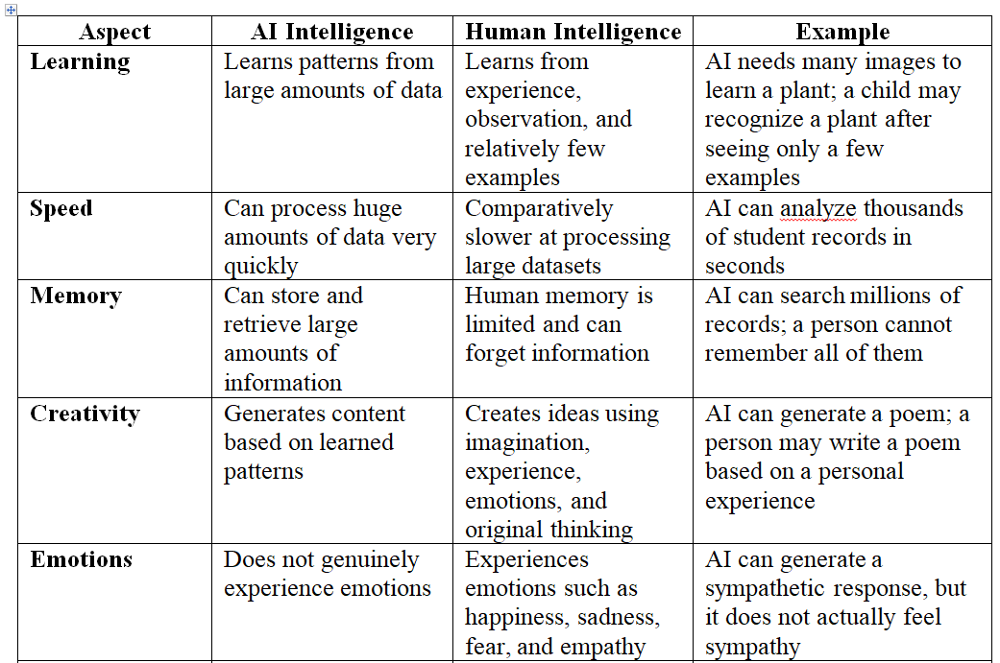 Aspect AI Intelligence Human Intelligence Example
Learning
Learns patterns from
large amounts of data
Learns from
experience,
observation, and
relatively few
examples
AI needs many images to
learn a plant; a child may
recognize a plant after
seeing only a few
examples
Speed
Can process huge
amounts of data very
quickly
Comparatively
slower at processing
large datasets
AI can analyze thousands
of student records in
seconds
Memory
Can store and
retrieve large
amounts of
information
Human memory is
limited and can
forget information
AI can search millions of
records; a person cannot
remember all of them
Creativity
Generates content
based on learned
patterns
Creates ideas using
imagination,
experience,
emotions, and
original thinking
AI can generate a poem; a
person may write a poem
based on a personal
experience
Emotions
Does not genuinely
experience emotions
Experiences
emotions such as
happiness, sadness,
fear, and empathy
AI can generate a
sympathetic response, but
it does not actually feel
sympathy